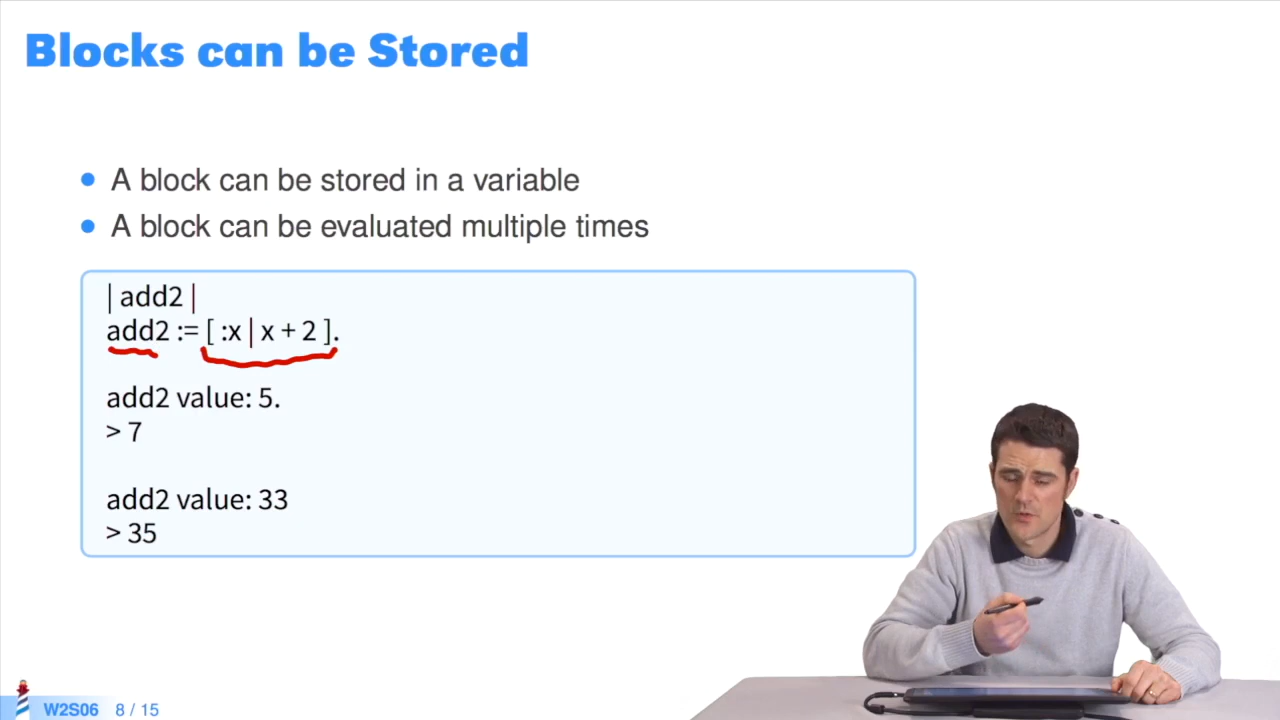 Blocks can be Stored
A block can be stored in a variable
A block can be evaluated multiple times
| add2 |
add2 := [ :x | x + 2 ].
add2 value: 5.
> 7
add2 value: 33
> 35
W2S06 8 / 15